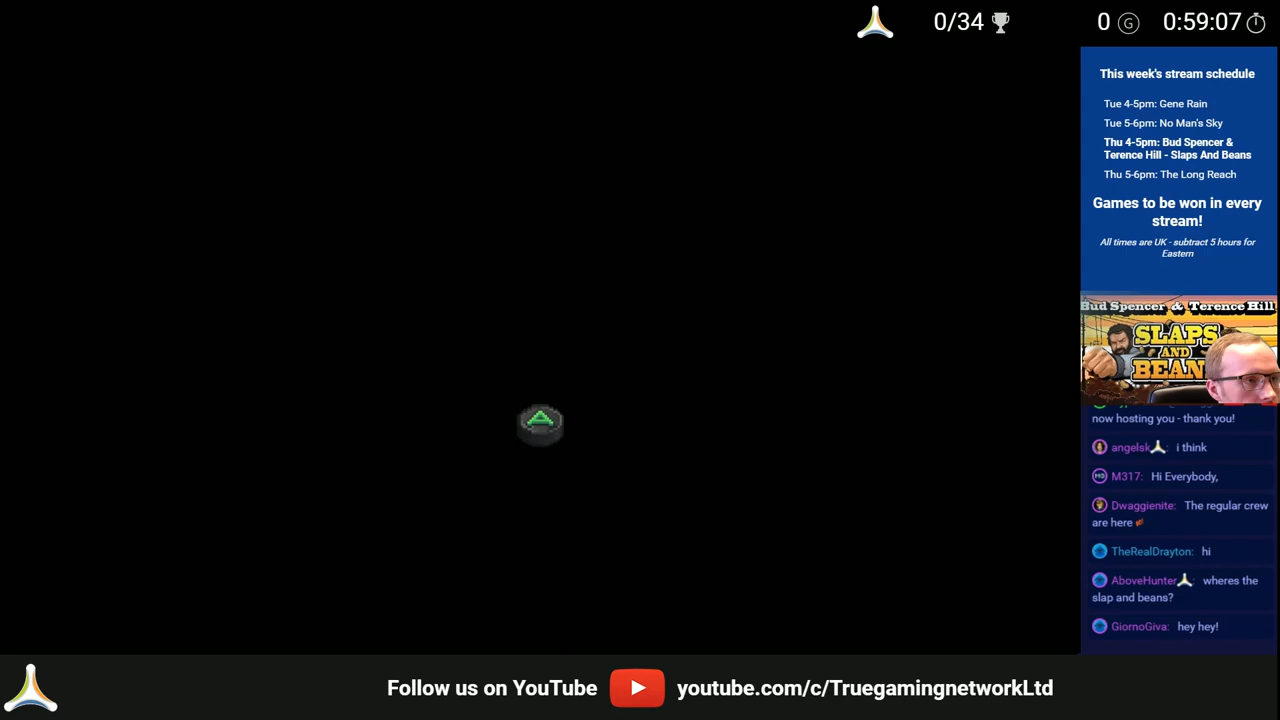 0/34
0 G
0:59:07
This week's stream schedule
Tue 4-5pm: Gene Rain
Tue 5-6pm: No Man's Sky
Thu 4-5pm: Bud Spencer &
Terence Hill - Slaps And Beans
Thu 5-6pm: The Long Reach
Games to be won in every
stream!
All times are UK - subtract 5 hours for
Eastern
Bud Spencer & Terence Hill
SLAPS
AND
BEAN
A
now hosting you - thank you!
angelsk: i think
M317: Hi Everybody,
Dwaggienite: The regular crew
are here
TheRealDrayton: hi
AboveHunter: wheres the
slap and beans?
GiornoGiva: hey hey!
Follow us on YouTube
youtube.com/c/TruegamingnetworkLtd